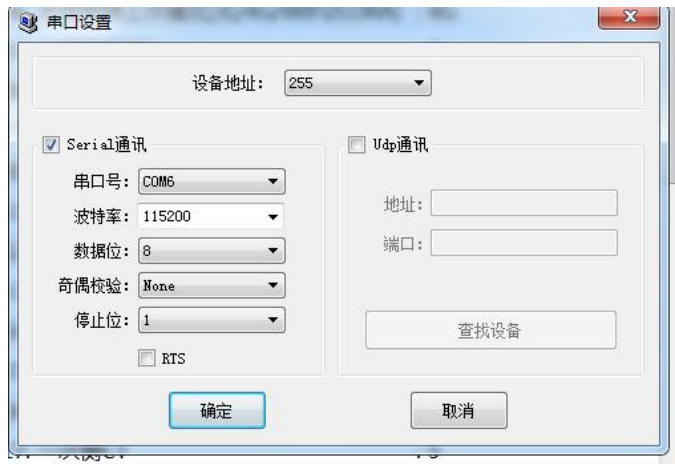 串口设置
设备地址: 255
Serial通讯
串口号: COM6
波特率: 115200
数据位: 8
奇偶校验: None
停止位: 1
RTS
Udp通讯
地址:
端口:
查找设备
确定
取消